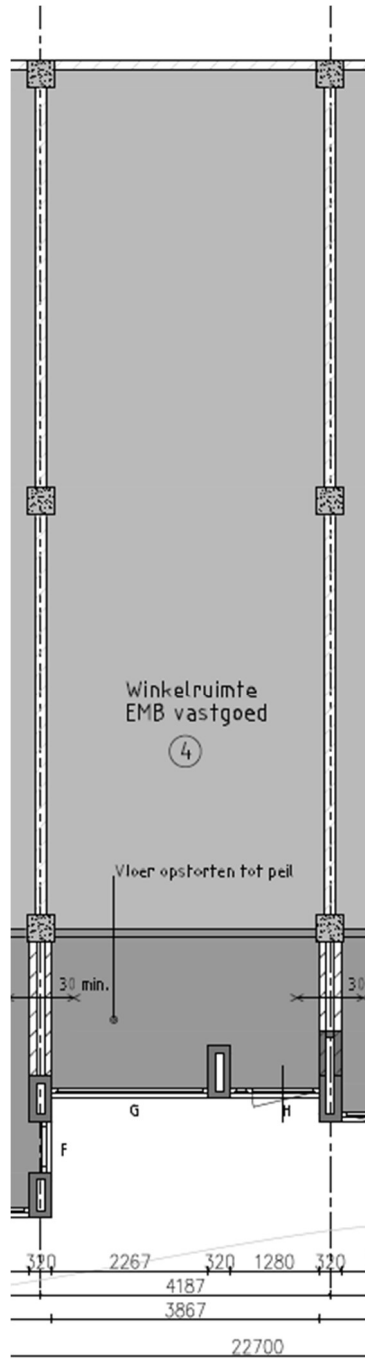 Winkelruimte
EMB vastgoed
4
Vloer opstorten tot peil
30 min.
30
G
H
F
320 2267 320 1280 320
4187
3867
22700